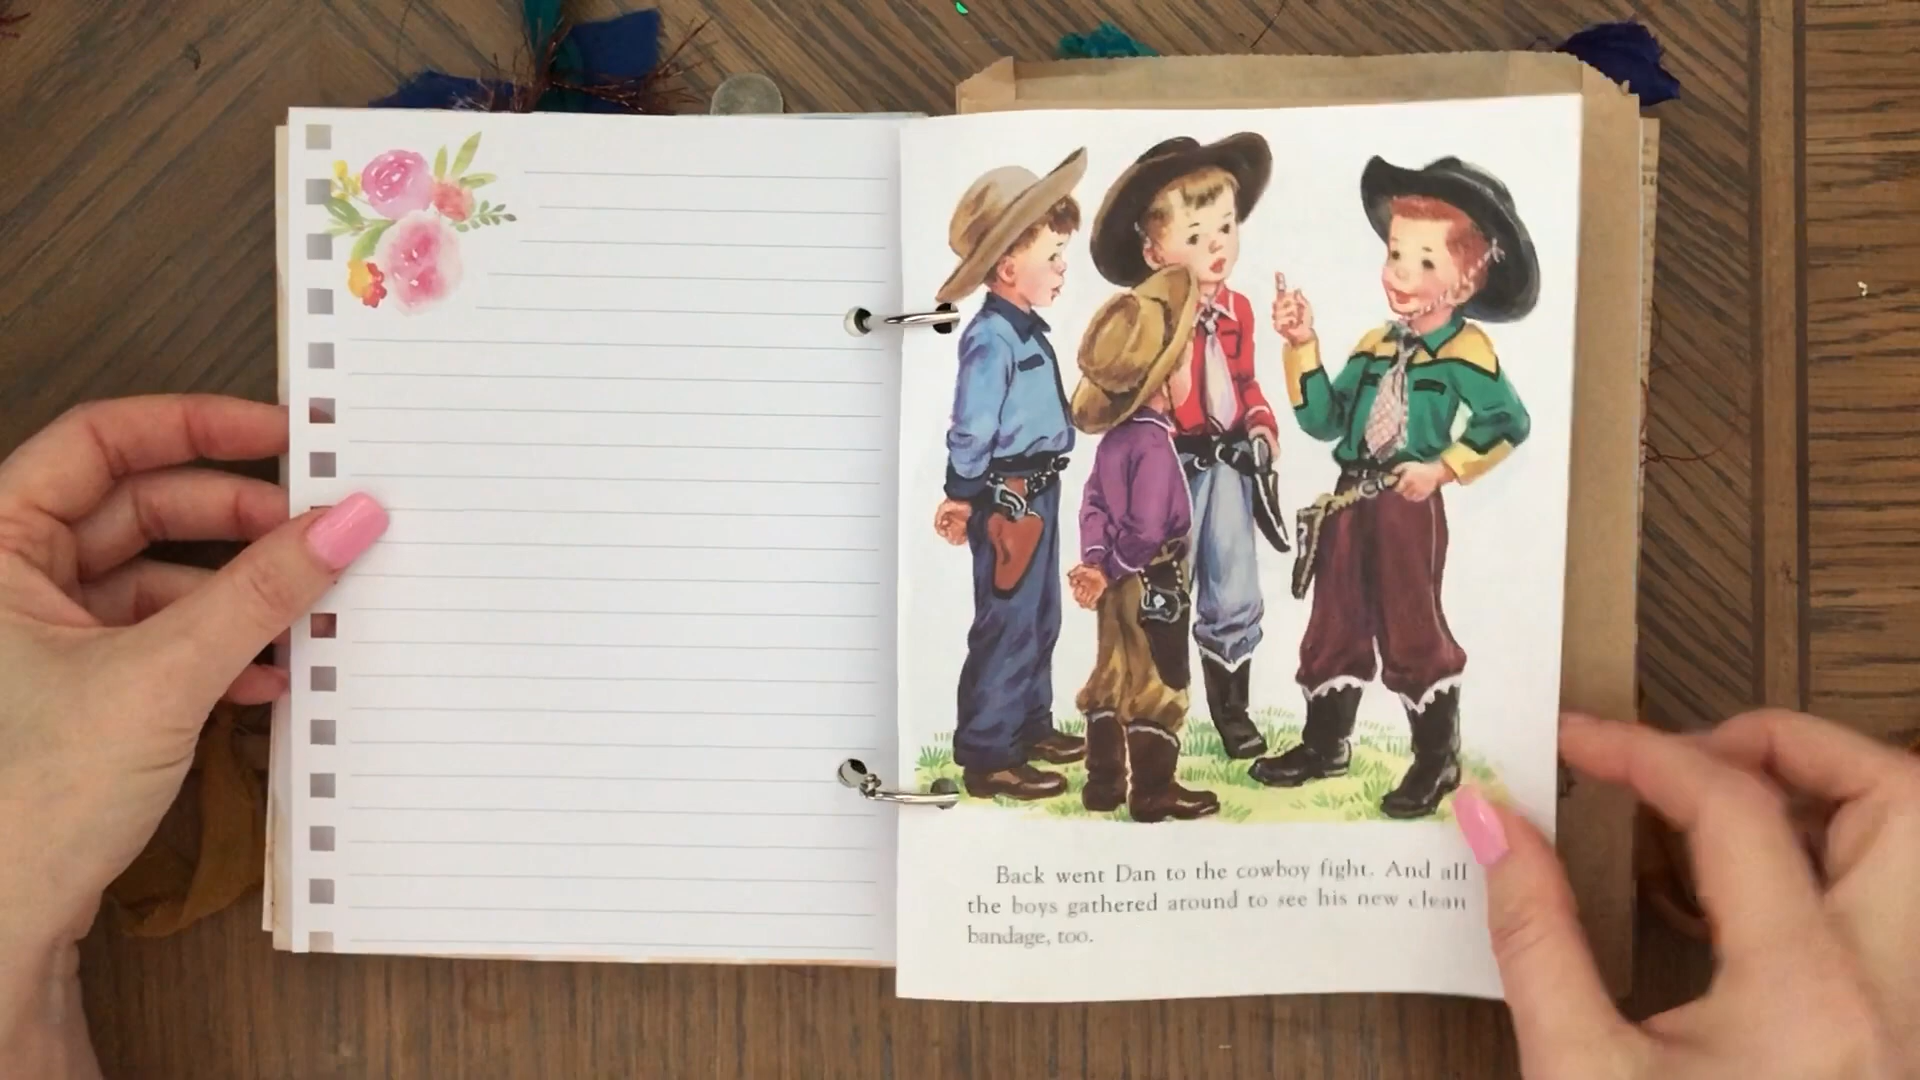 Back went Dan to the cowboy fight. And all
the boys gathered around to see his new clean
bandage, too.